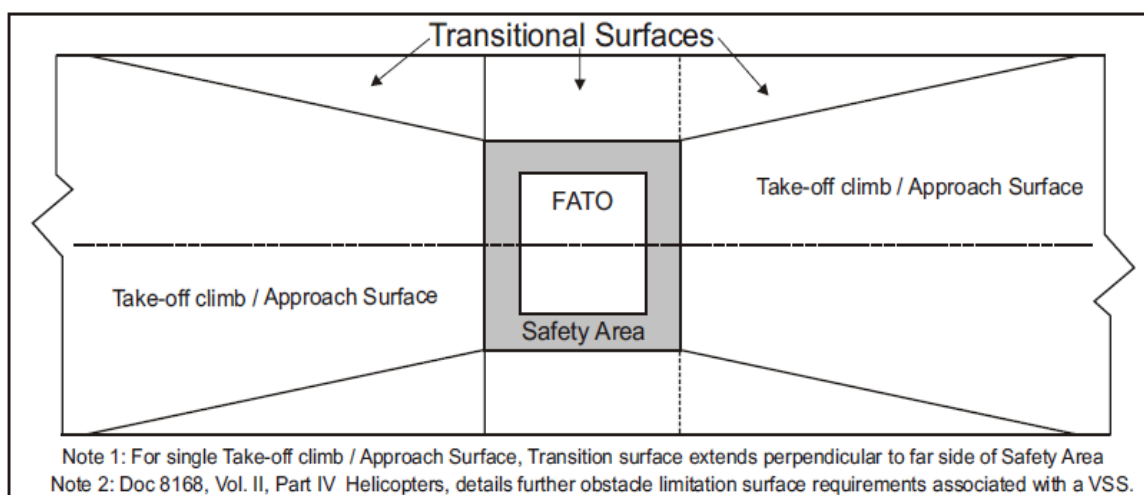 Transitional Surfaces
Take-off climb / Approach Surface
FATO
Take-off climb / Approach Surface
Safety Area
Note 1: For single Take-off climb / Approach Surface, Transition surface extends perpendicular to far side of Safety Area
Note 2: Doc 8168, Vol. II, Part IV Helicopters, details further obstacle limitation surface requirements associated with a VSS.